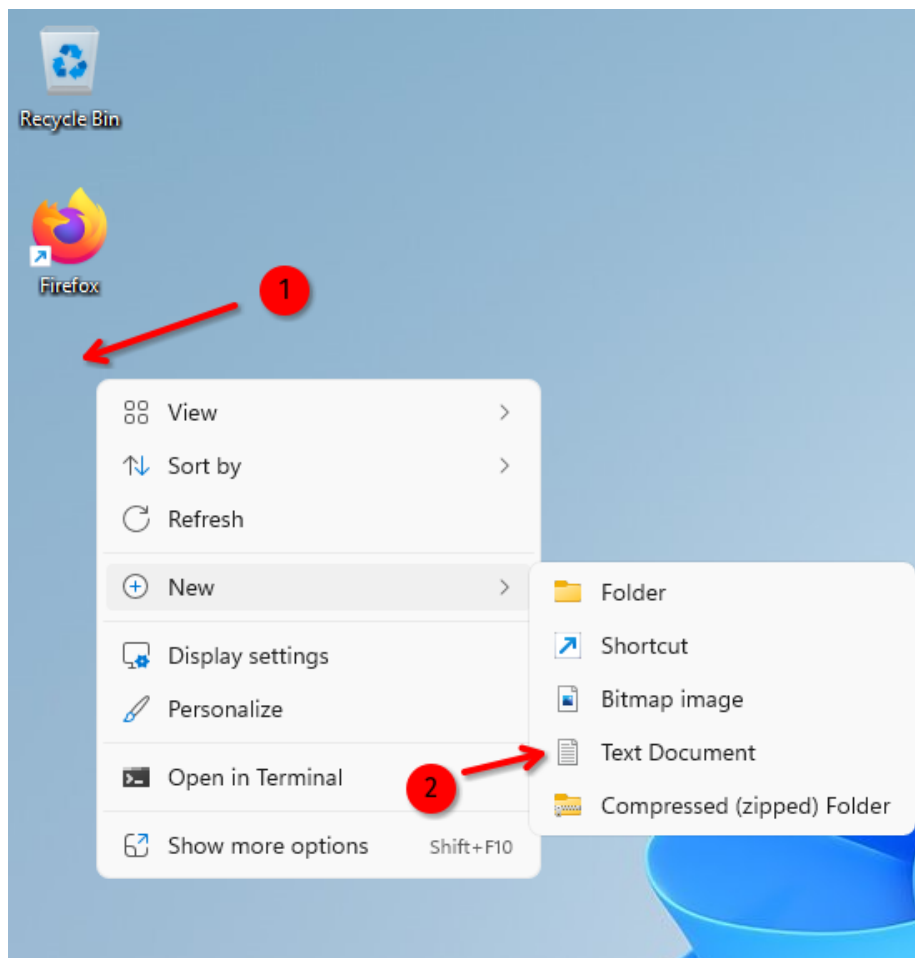 Recycle Bin
Firefox
1
View
Sort by
Refresh
New
Display settings
Personalize
Open in Terminal
Show more options Shift+F10
Folder
Shortcut
Bitmap image
Text Document
2
Compressed (zipped) Folder